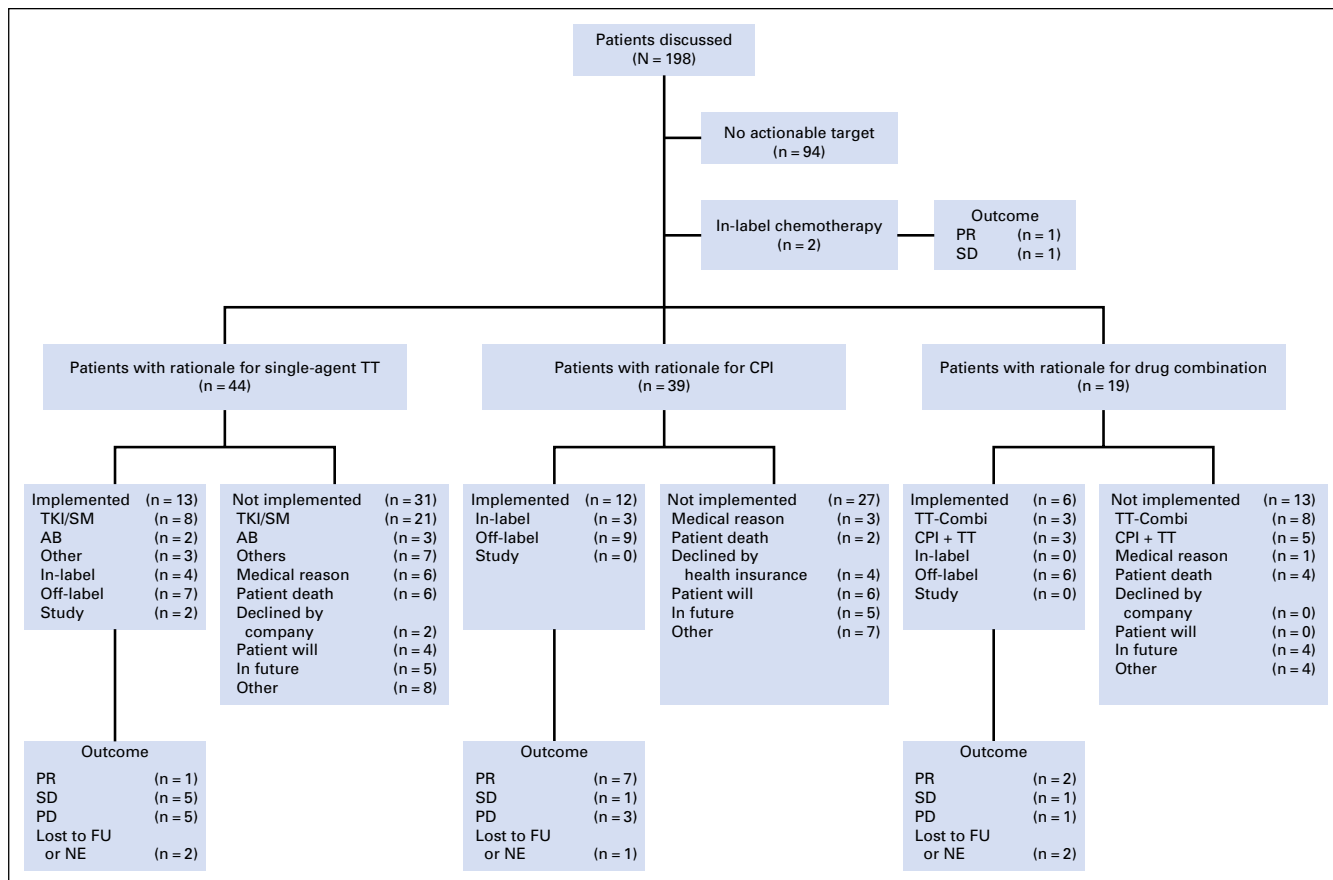 Patients discussed
(N = 198)
No actionable target
(n = 94)
In-label chemotherapy
(n = 2)
Outcome
PR (n = 1)
SD (n = 1)
Patients with rationale for single-agent TT
(n = 44)
Patients with rationale for CPI
(n = 39)
Patients with rationale for drug combination
(n = 19)
Implemented (n = 13)
TKI/SM (n = 8)
AB (n = 2)
Other (n = 3)
In-label (n = 4)
Off-label (n = 7)
Study (n = 2)
Not implemented (n = 31)
TKI/SM (n = 21)
AB (n = 3)
Others (n = 7)
Medical reason (n = 6)
Patient death (n = 6)
Declined by
company (n = 2)
Patient will (n = 4)
In future (n = 5)
Other (n = 8)
Implemented (n = 12)
In-label (n = 3)
Off-label (n = 9)
Study (n = 0)
Not implemented (n = 27)
Medical reason (n = 3)
Patient death (n = 2)
Declined by
health insurance (n = 4)
Patient will (n = 6)
In future (n = 5)
Other (n = 7)
Implemented (n = 6)
TT-Combi (n = 3)
CPI + TT (n = 3)
In-label (n = 0)
Off-label (n = 6)
Study (n = 0)
Not implemented (n = 13)
TT-Combi (n = 8)
CPI + TT (n = 5)
Medical reason (n = 1)
Patient death (n = 4)
Declined by
company (n = 0)
Patient will (n = 0)
In future (n = 4)
Other (n = 4)
Outcome
PR (n = 1)
SD (n = 5)
PD (n = 5)
Lost to FU
or NE (n = 2)
Outcome
PR (n = 7)
SD (n = 1)
PD (n = 3)
Lost to FU
or NE (n = 1)
Outcome
PR (n = 2)
SD (n = 1)
PD (n = 1)
Lost to FU
or NE (n = 2)